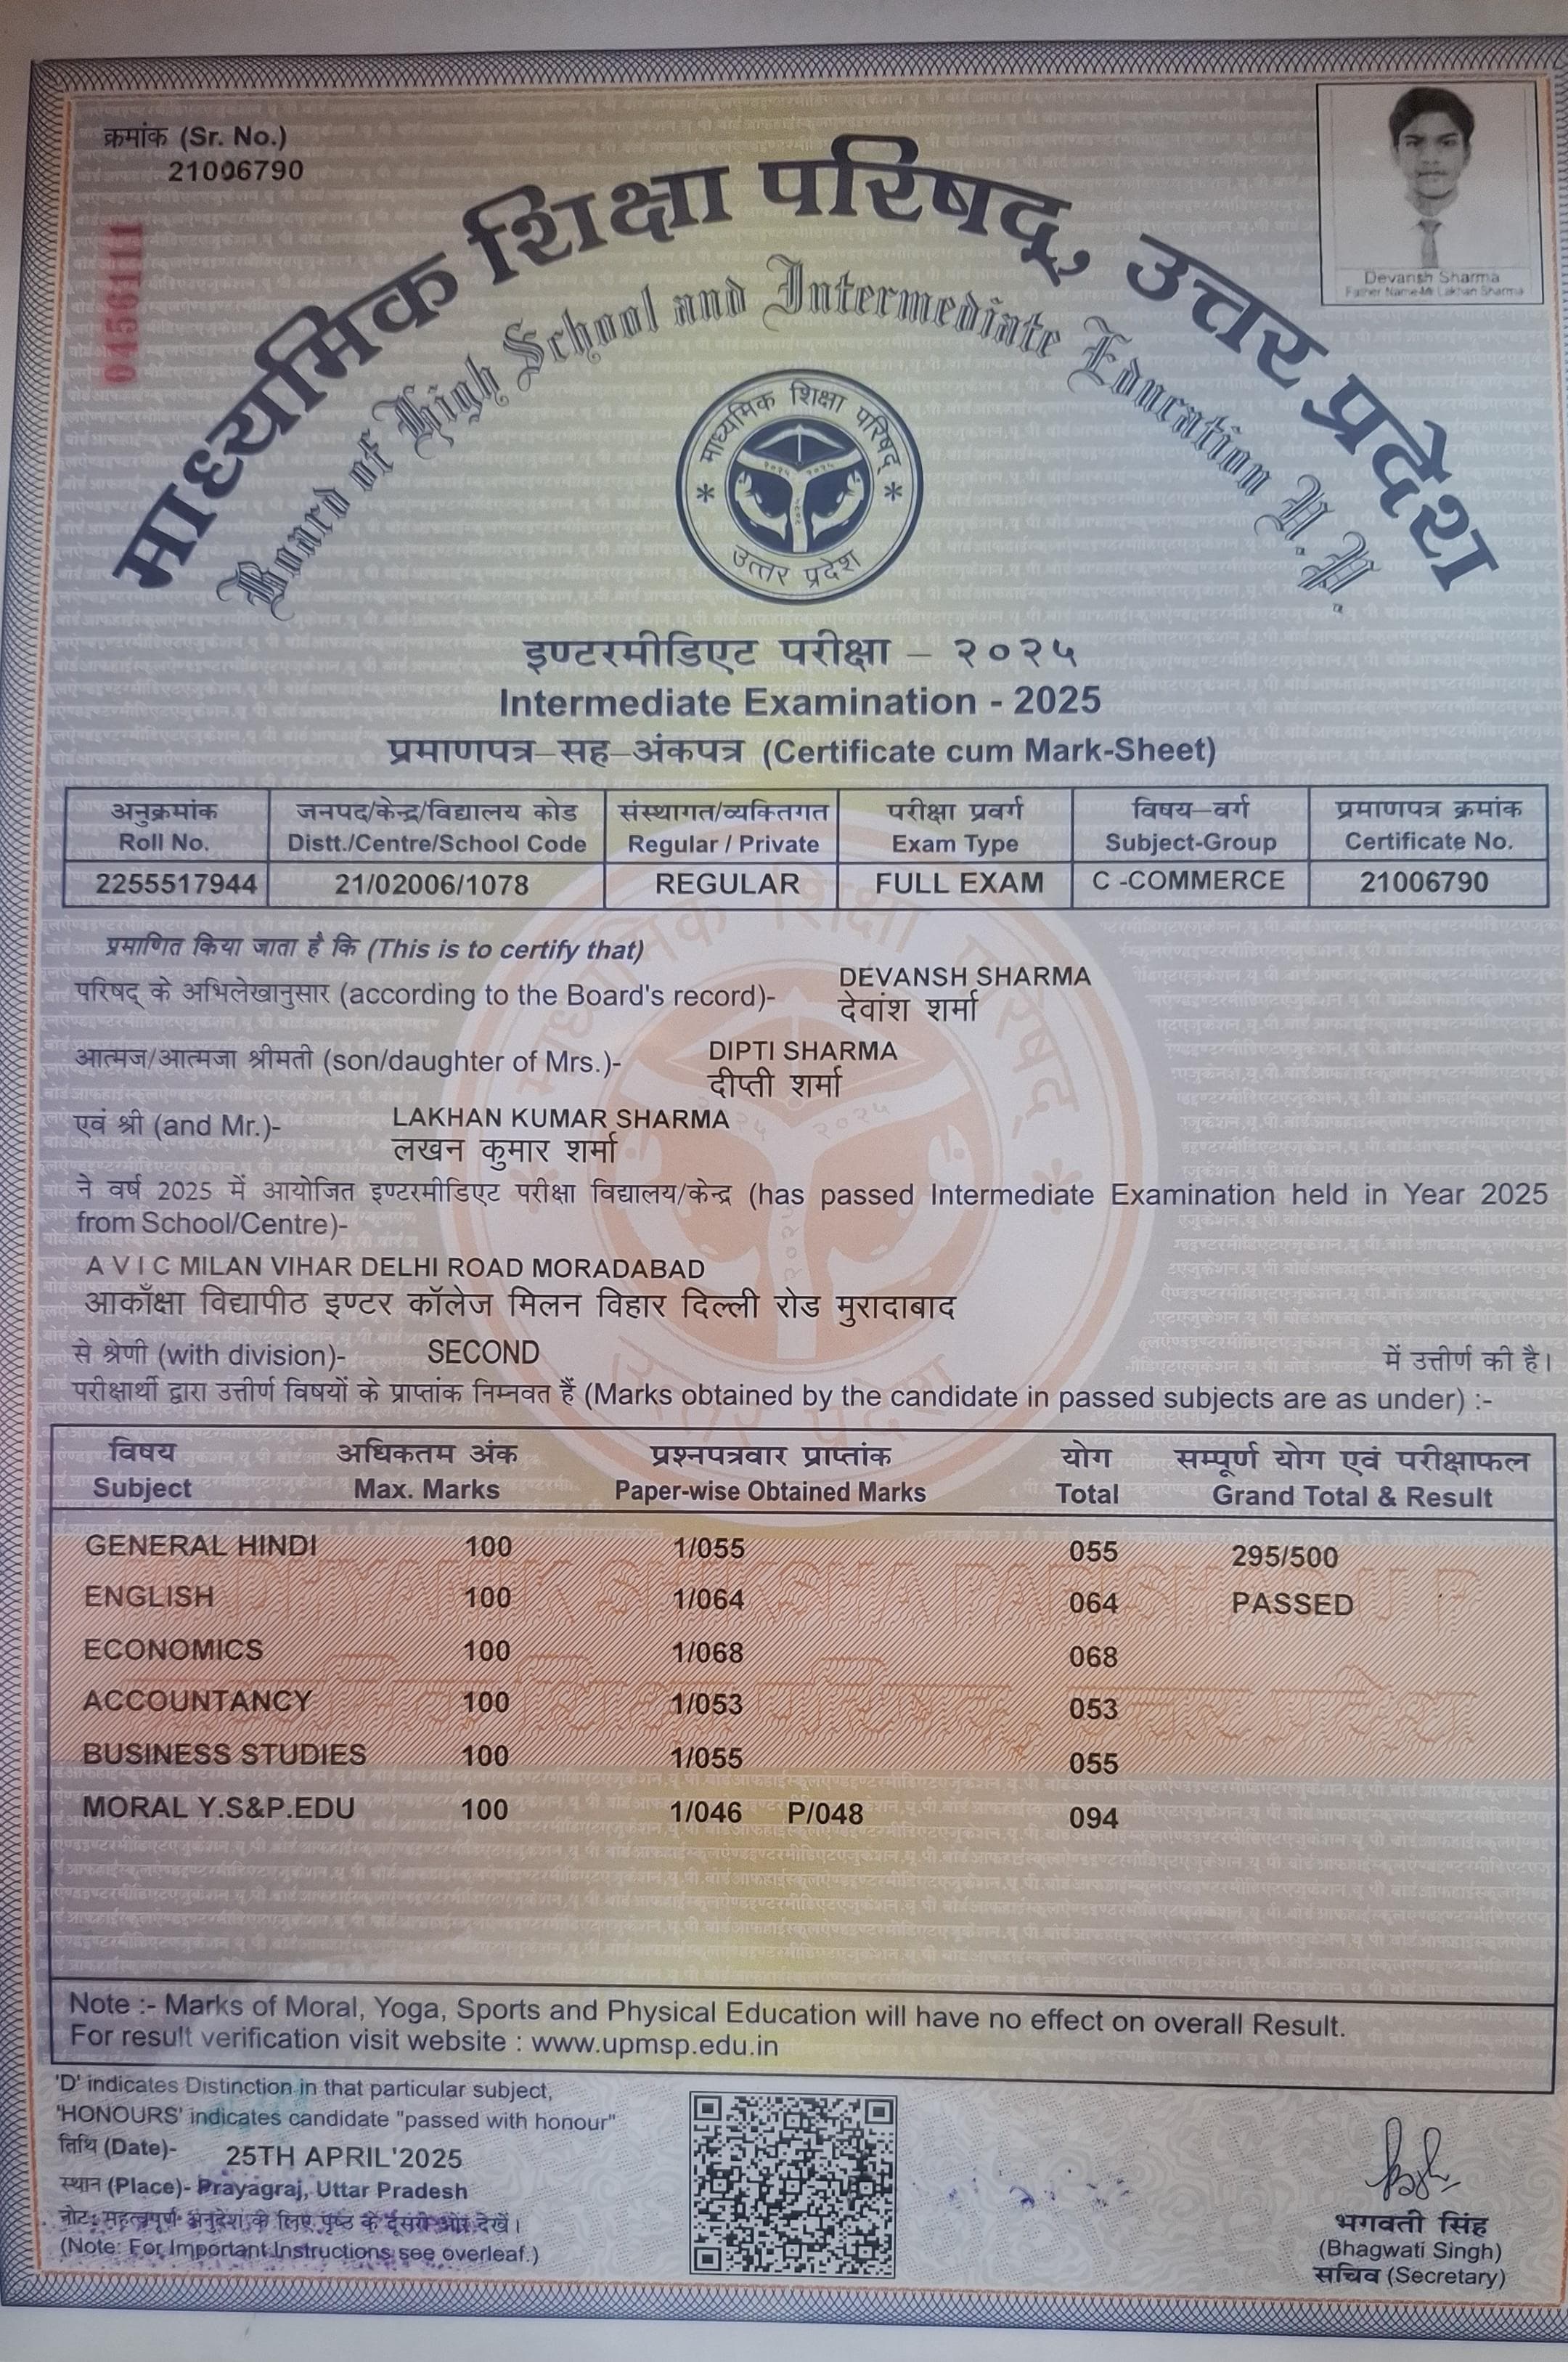 क्रमांक (Sr. No.)
21006790
0456111
Devansh Sharma
Father Name-Mr Lakhan Sharma
माध्यमिक शिक्षा परिषद्, उत्तर प्रदेश
Board of High School and Intermediate Education U.P.
माध्यमिक शिक्षा परिषद्
उत्तर प्रदेश
इण्टरमीडिएट परीक्षा – २०२५
Intermediate Examination - 2025
प्रमाणपत्र–सह–अंकपत्र (Certificate cum Mark-Sheet)
अनुक्रमांक जनपद/केन्द्र/विद्यालय कोड संस्थागत/व्यक्तिगत परीक्षा प्रवर्ग विषय–वर्ग प्रमाणपत्र क्रमांक
Roll No. Distt./Centre/School Code Regular / Private Exam Type Subject-Group Certificate No.
2255517944 21/02006/1078 REGULAR FULL EXAM C -COMMERCE 21006790
प्रमाणित किया जाता है कि (This is to certify that)
परिषद् के अभिलेखानुसार (according to the Board's record)- DEVANSH SHARMA
देवांश शर्मा
आत्मज/आत्मजा श्रीमती (son/daughter of Mrs.)- DIPTI SHARMA
दीप्ती शर्मा
एवं श्री (and Mr.)- LAKHAN KUMAR SHARMA
लखन कुमार शर्मा
ने वर्ष 2025 में आयोजित इण्टरमीडिएट परीक्षा विद्यालय/केन्द्र (has passed Intermediate Examination held in Year 2025
from School/Centre)-
A V I C MILAN VIHAR DELHI ROAD MORADABAD
आकाँक्षा विद्यापीठ इण्टर कॉलेज मिलन विहार दिल्ली रोड मुरादाबाद
से श्रेणी (with division)- SECOND में उत्तीर्ण की है।
परीक्षार्थी द्वारा उत्तीर्ण विषयों के प्राप्तांक निम्नवत हैं (Marks obtained by the candidate in passed subjects are as under) :-
विषय अधिकतम अंक प्रश्नपत्रवार प्राप्तांक योग सम्पूर्ण योग एवं परीक्षाफल
Subject Max. Marks Paper-wise Obtained Marks Total Grand Total & Result
GENERAL HINDI 100 1/055 055 295/500
ENGLISH 100 1/064 064 PASSED
ECONOMICS 100 1/068 068
ACCOUNTANCY 100 1/053 053
BUSINESS STUDIES 100 1/055 055
MORAL Y.S&P.EDU 100 1/046 P/048 094
Note :- Marks of Moral, Yoga, Sports and Physical Education will have no effect on overall Result.
For result verification visit website : www.upmsp.edu.in
'D' indicates Distinction in that particular subject,
'HONOURS' indicates candidate "passed with honour"
तिथि (Date)- 25TH APRIL'2025
स्थान (Place)- Prayagraj, Uttar Pradesh
नोट: महत्वपूर्ण अनुदेश के लिए पृष्ठ के दूसरी ओर देखें।
(Note: For Important Instructions see overleaf.)
भगवती सिंह
(Bhagwati Singh)
सचिव (Secretary)